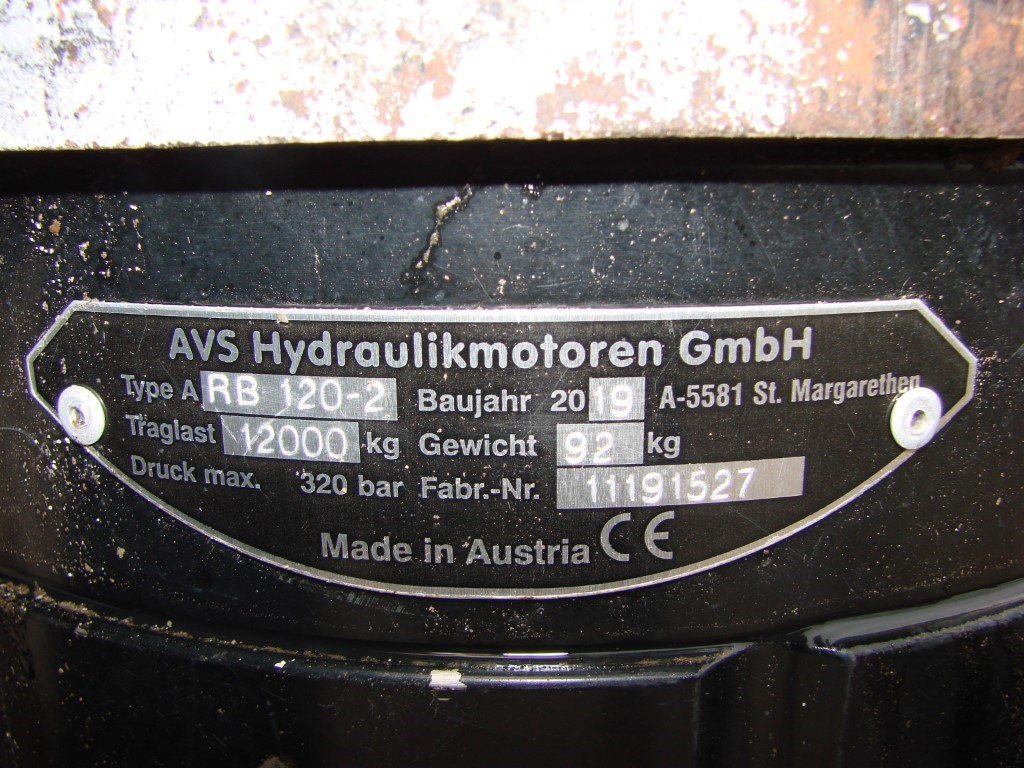 AVS Hydraulikmotoren GmbH
Type A RB 120-2 Baujahr 2019 A-5581 St. Margarethen
Traglast 12000 kg Gewicht 92 kg
Druck max. 320 bar Fabr.-Nr. 11191527
Made in Austria CE